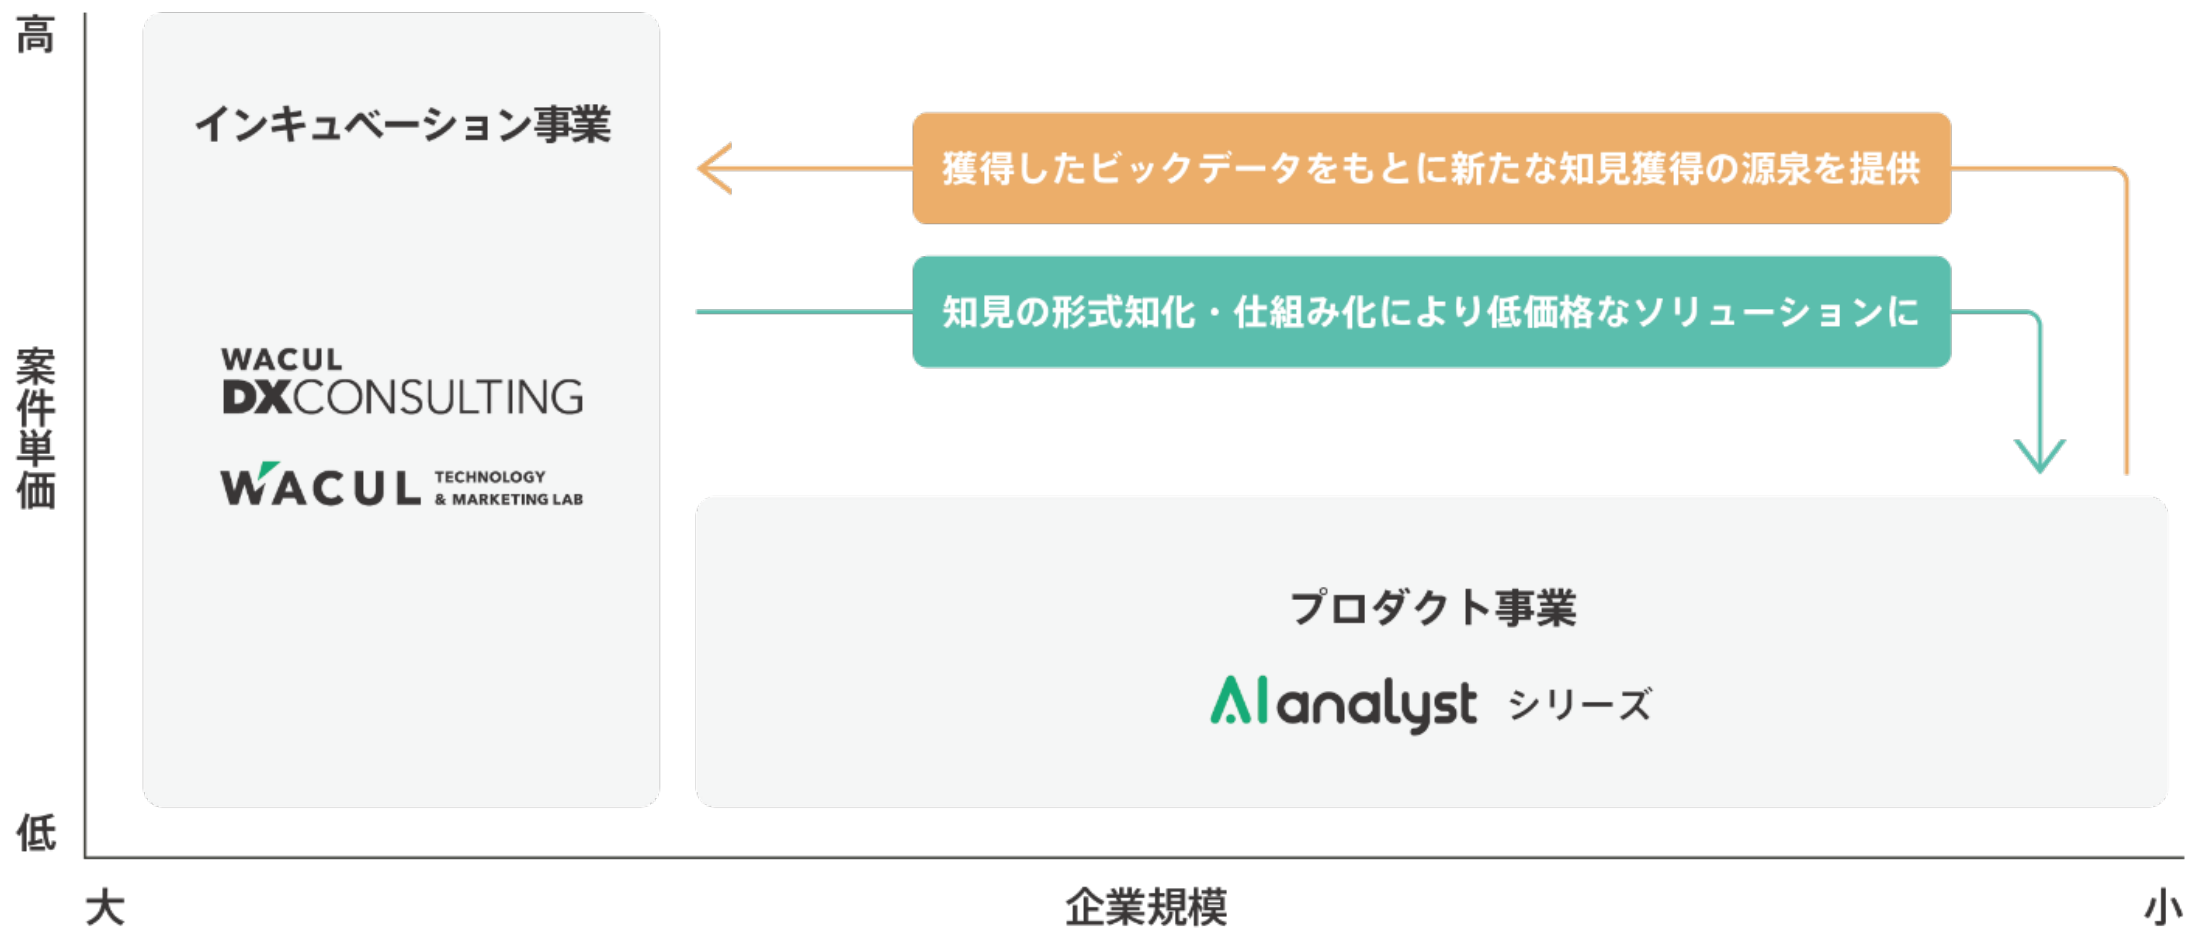 高
インキュベーション事業
獲得したビックデータをもとに新たな知見獲得の源泉を提供
知見の形式知化・仕組み化により低価格なソリューションに
案件単価
WACUL
DXCONSULTING
WACUL TECHNOLOGY
& MARKETING LAB
プロダクト事業
AI analyst シリーズ
低
大
企業規模
小